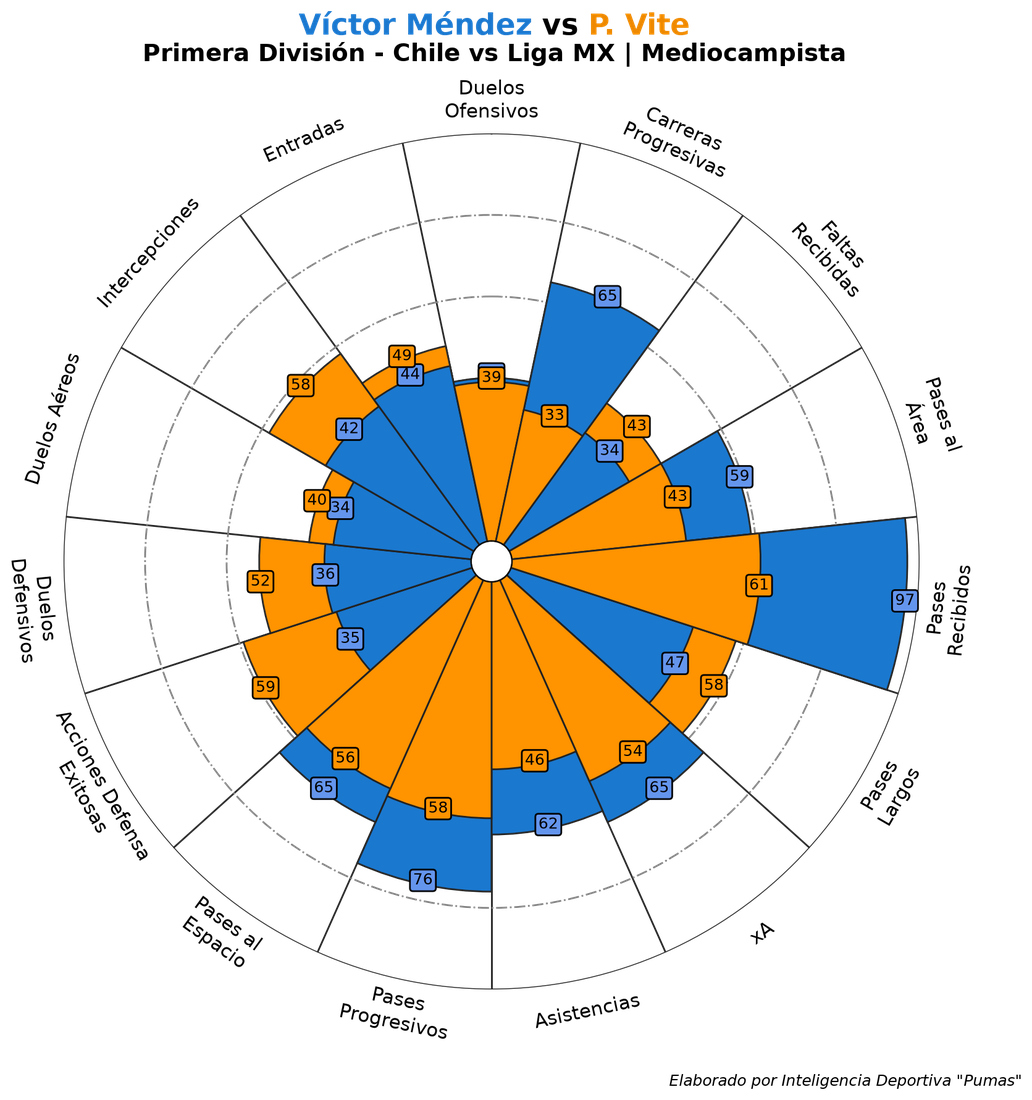 Víctor Méndez vs P. Vite
Primera División - Chile vs Liga MX | Mediocampista
Duelos
Ofensivos
Carreras
Progresivas
Faltas
Recibidas
Pases al
Área
Pases
Recibidos
Pases
Largos
xA
Asistencias
Pases
Progresivos
Pases al
Espacio
Acciones Defensa
Exitosas
Duelos
Defensivos
Duelos Aéreos
Intercepciones
Entradas
39
65
33
43
34
59
43
97
61
47
58
54
65
46
62
58
76
56
65
35
59
36
52
34
40
42
58
44
49
Elaborado por Inteligencia Deportiva "Pumas"